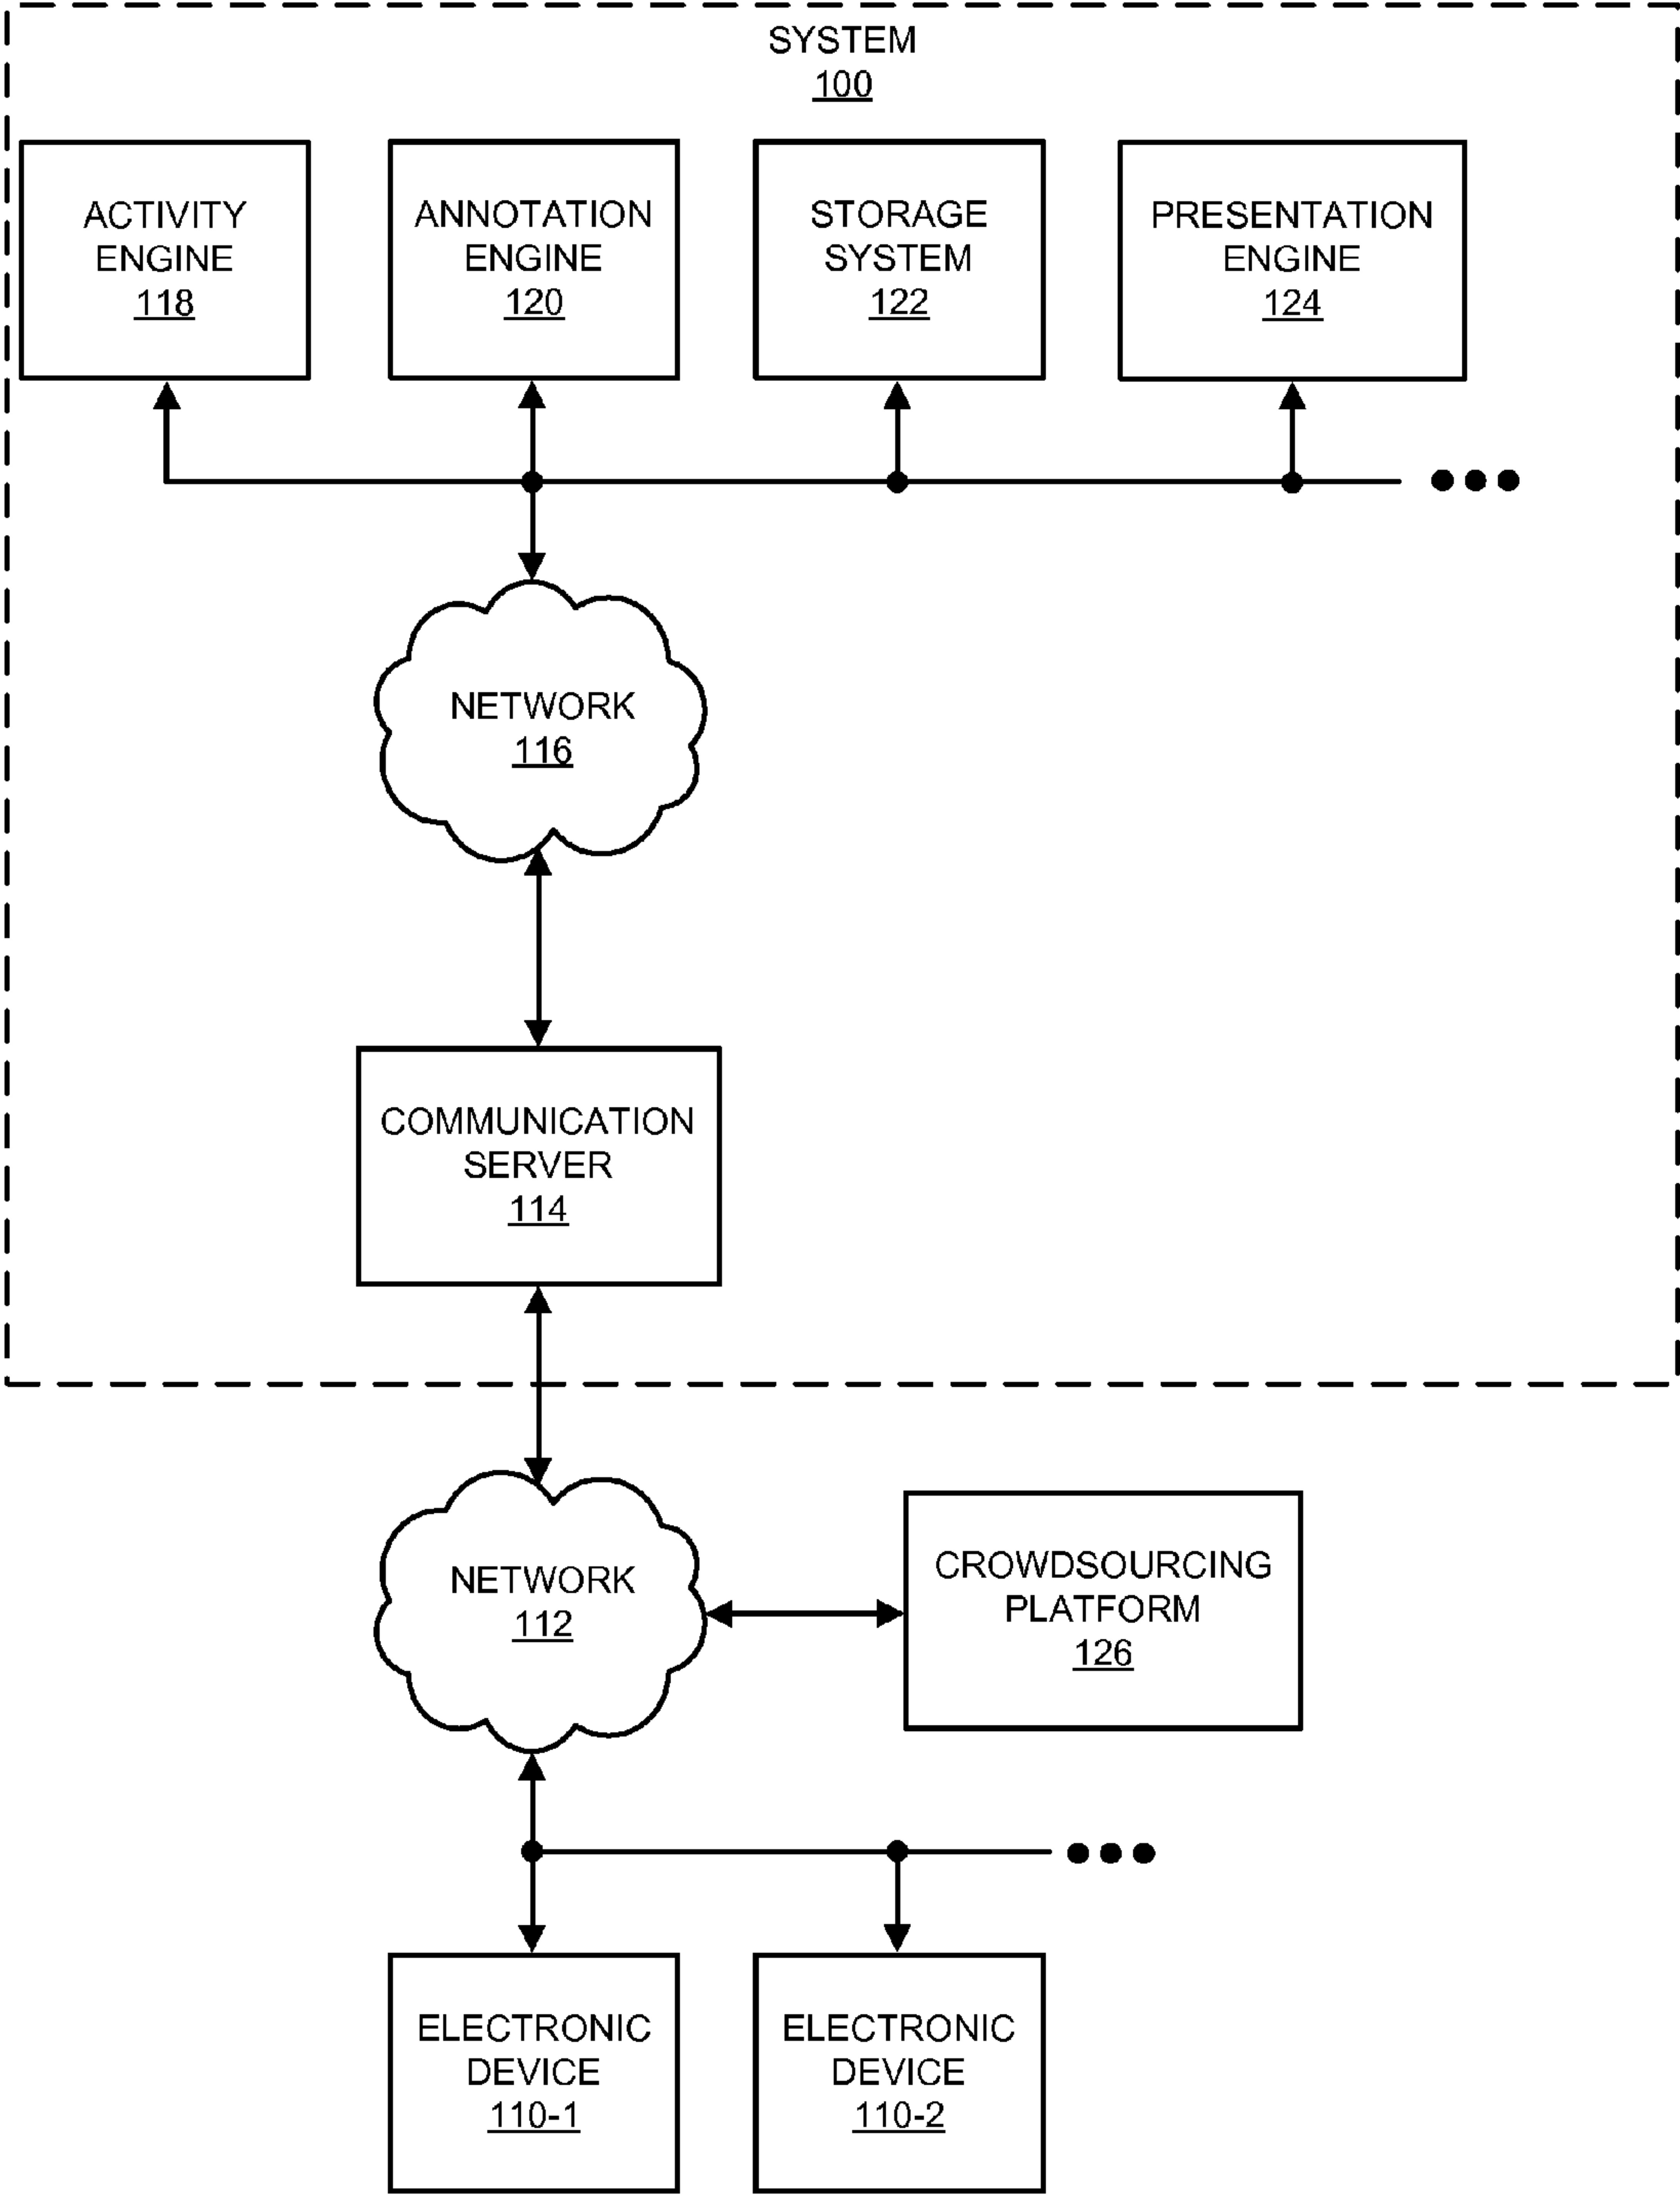 SYSTEM
100
ACTIVITY
ENGINE
118
ANNOTATION
ENGINE
120
STORAGE
SYSTEM
122
PRESENTATION
ENGINE
124
NETWORK
116
COMMUNICATION
SERVER
114
NETWORK
112
CROWDSOURCING
PLATFORM
126
ELECTRONIC
DEVICE
110-1
ELECTRONIC
DEVICE
110-2